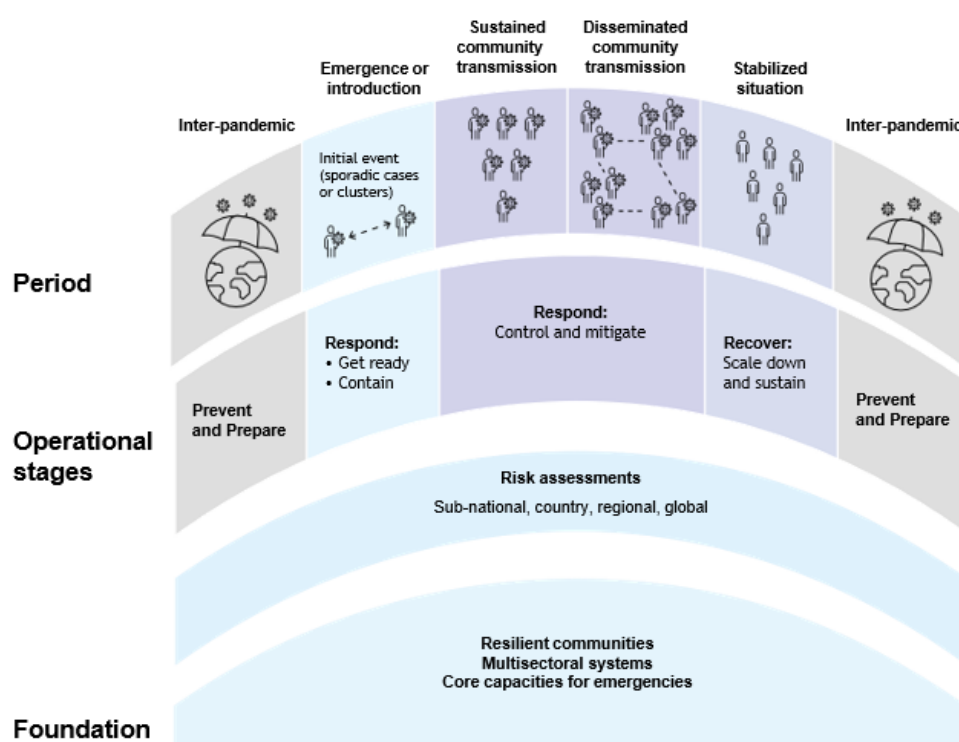 Sustained
community
transmission
Disseminated
community
transmission
Emergence or
introduction
Stabilized
situation
Inter-pandemic
Inter-pandemic
Initial event
(sporadic cases
or clusters)
Period
Respond:
• Get ready
• Contain
Respond:
Control and mitigate
Recover:
Scale down
and sustain
Prevent
and Prepare
Prevent
and Prepare
Operational
stages
Risk assessments
Sub-national, country, regional, global
Resilient communities
Multisectoral systems
Core capacities for emergencies
Foundation